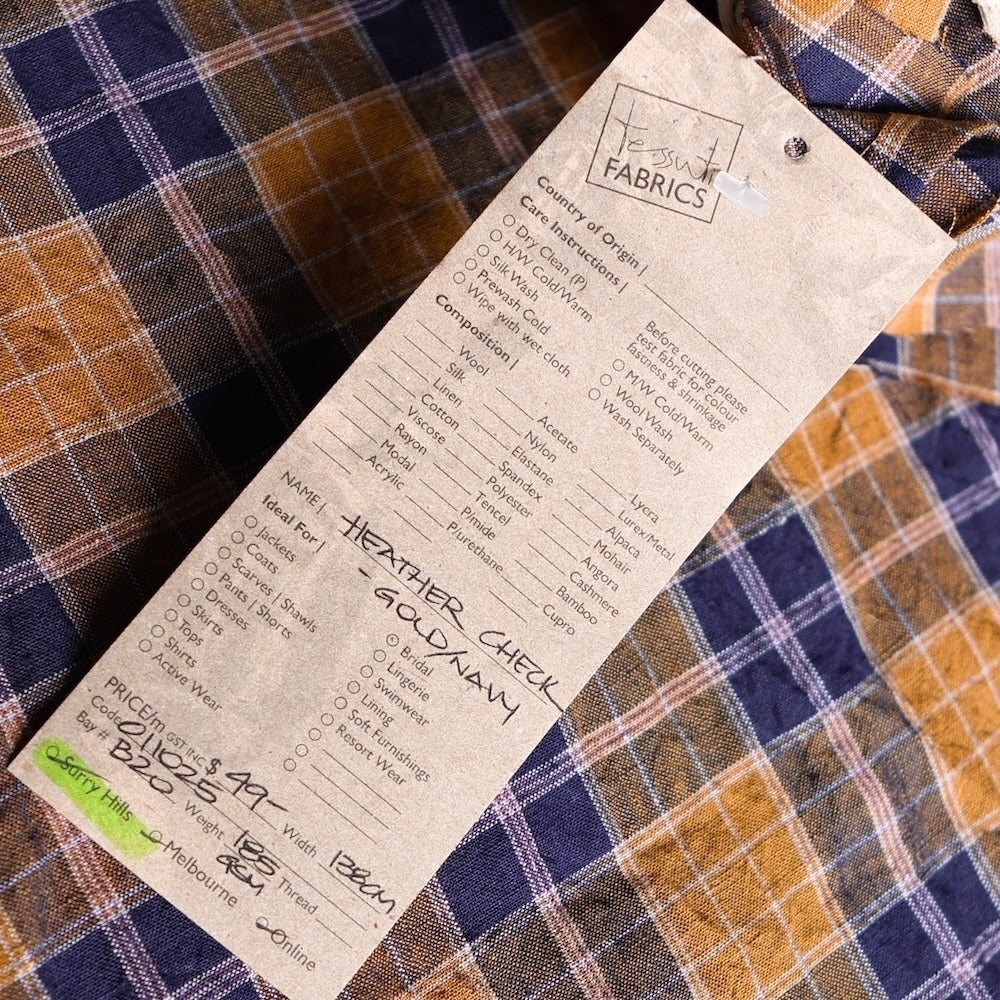 Tessuti
FABRICS
Country of Origin |
Care Instructions |
Dry Clean (P)
H/W Cold/Warm
Silk Wash
Prewash Cold
Wipe with wet cloth
Before cutting please
test fabric for colour
fastness & shrinkage
M/W Cold/Warm
Wool Wash
Wash Separately
Composition |
Wool
Silk
Linen
Cotton
Viscose
Rayon
Modal
Acrylic
Acetate
Nylon
Elastane
Spandex
Polyester
Tencel
P/mide
P/urethane
Lycra
Lurex/Metal
Alpaca
Mohair
Angora
Cashmere
Bamboo
Cupro
NAME | HEATHER CHECK
- GOLD/NAVY
Ideal For |
Jackets
Coats
Scarves | Shawls
Pants | Shorts
Dresses
Skirts
Tops
Shirts
Active Wear
Bridal
Lingerie
Swimwear
Lining
Soft Furnishings
Resort Wear
PRICE/m GST INC $ 49-
Code 011025 Width 138cm
Bay # B20 Weight 185 GSM Thread
Surry Hills Melbourne Online